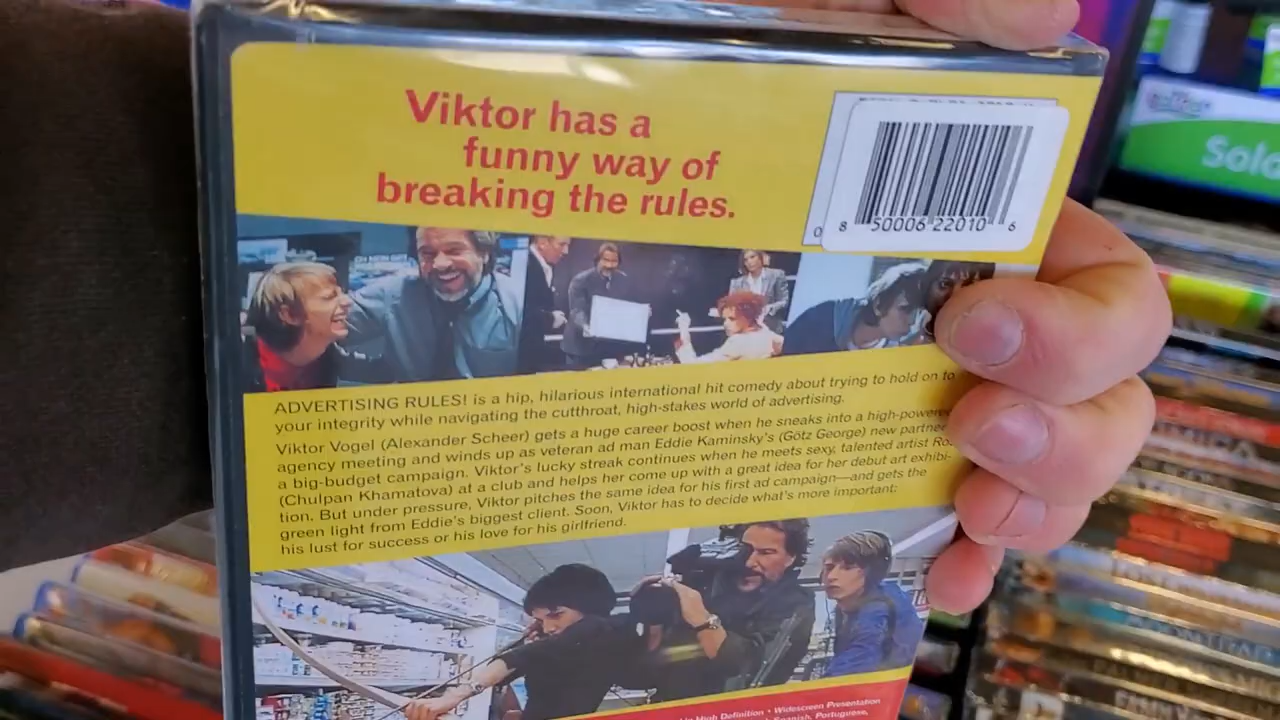 Viktor has a
funny way of
breaking the rules.
0
8 50006 22010 6
ADVERTISING RULES! is a hip, hilarious international hit comedy about trying to hold on to
your integrity while navigating the cutthroat, high-stakes world of advertising.
Viktor Vogel (Alexander Scheer) gets a huge career boost when he sneaks into a high-powere
agency meeting and winds up as veteran ad man Eddie Kaminsky's (Götz George) new partne
a big-budget campaign. Viktor's lucky streak continues when he meets sexy, talented artist Ro
(Chulpan Khamatova) at a club and helps her come up with a great idea for her debut art exhibi-
tion. But under pressure, Viktor pitches the same idea for his first ad campaign—and gets the
green light from Eddie's biggest client. Soon, Viktor has to decide what's more important:
his lust for success or his love for his girlfriend.
High Definition • Widescreen Presentation
Spanish, Portuguese,